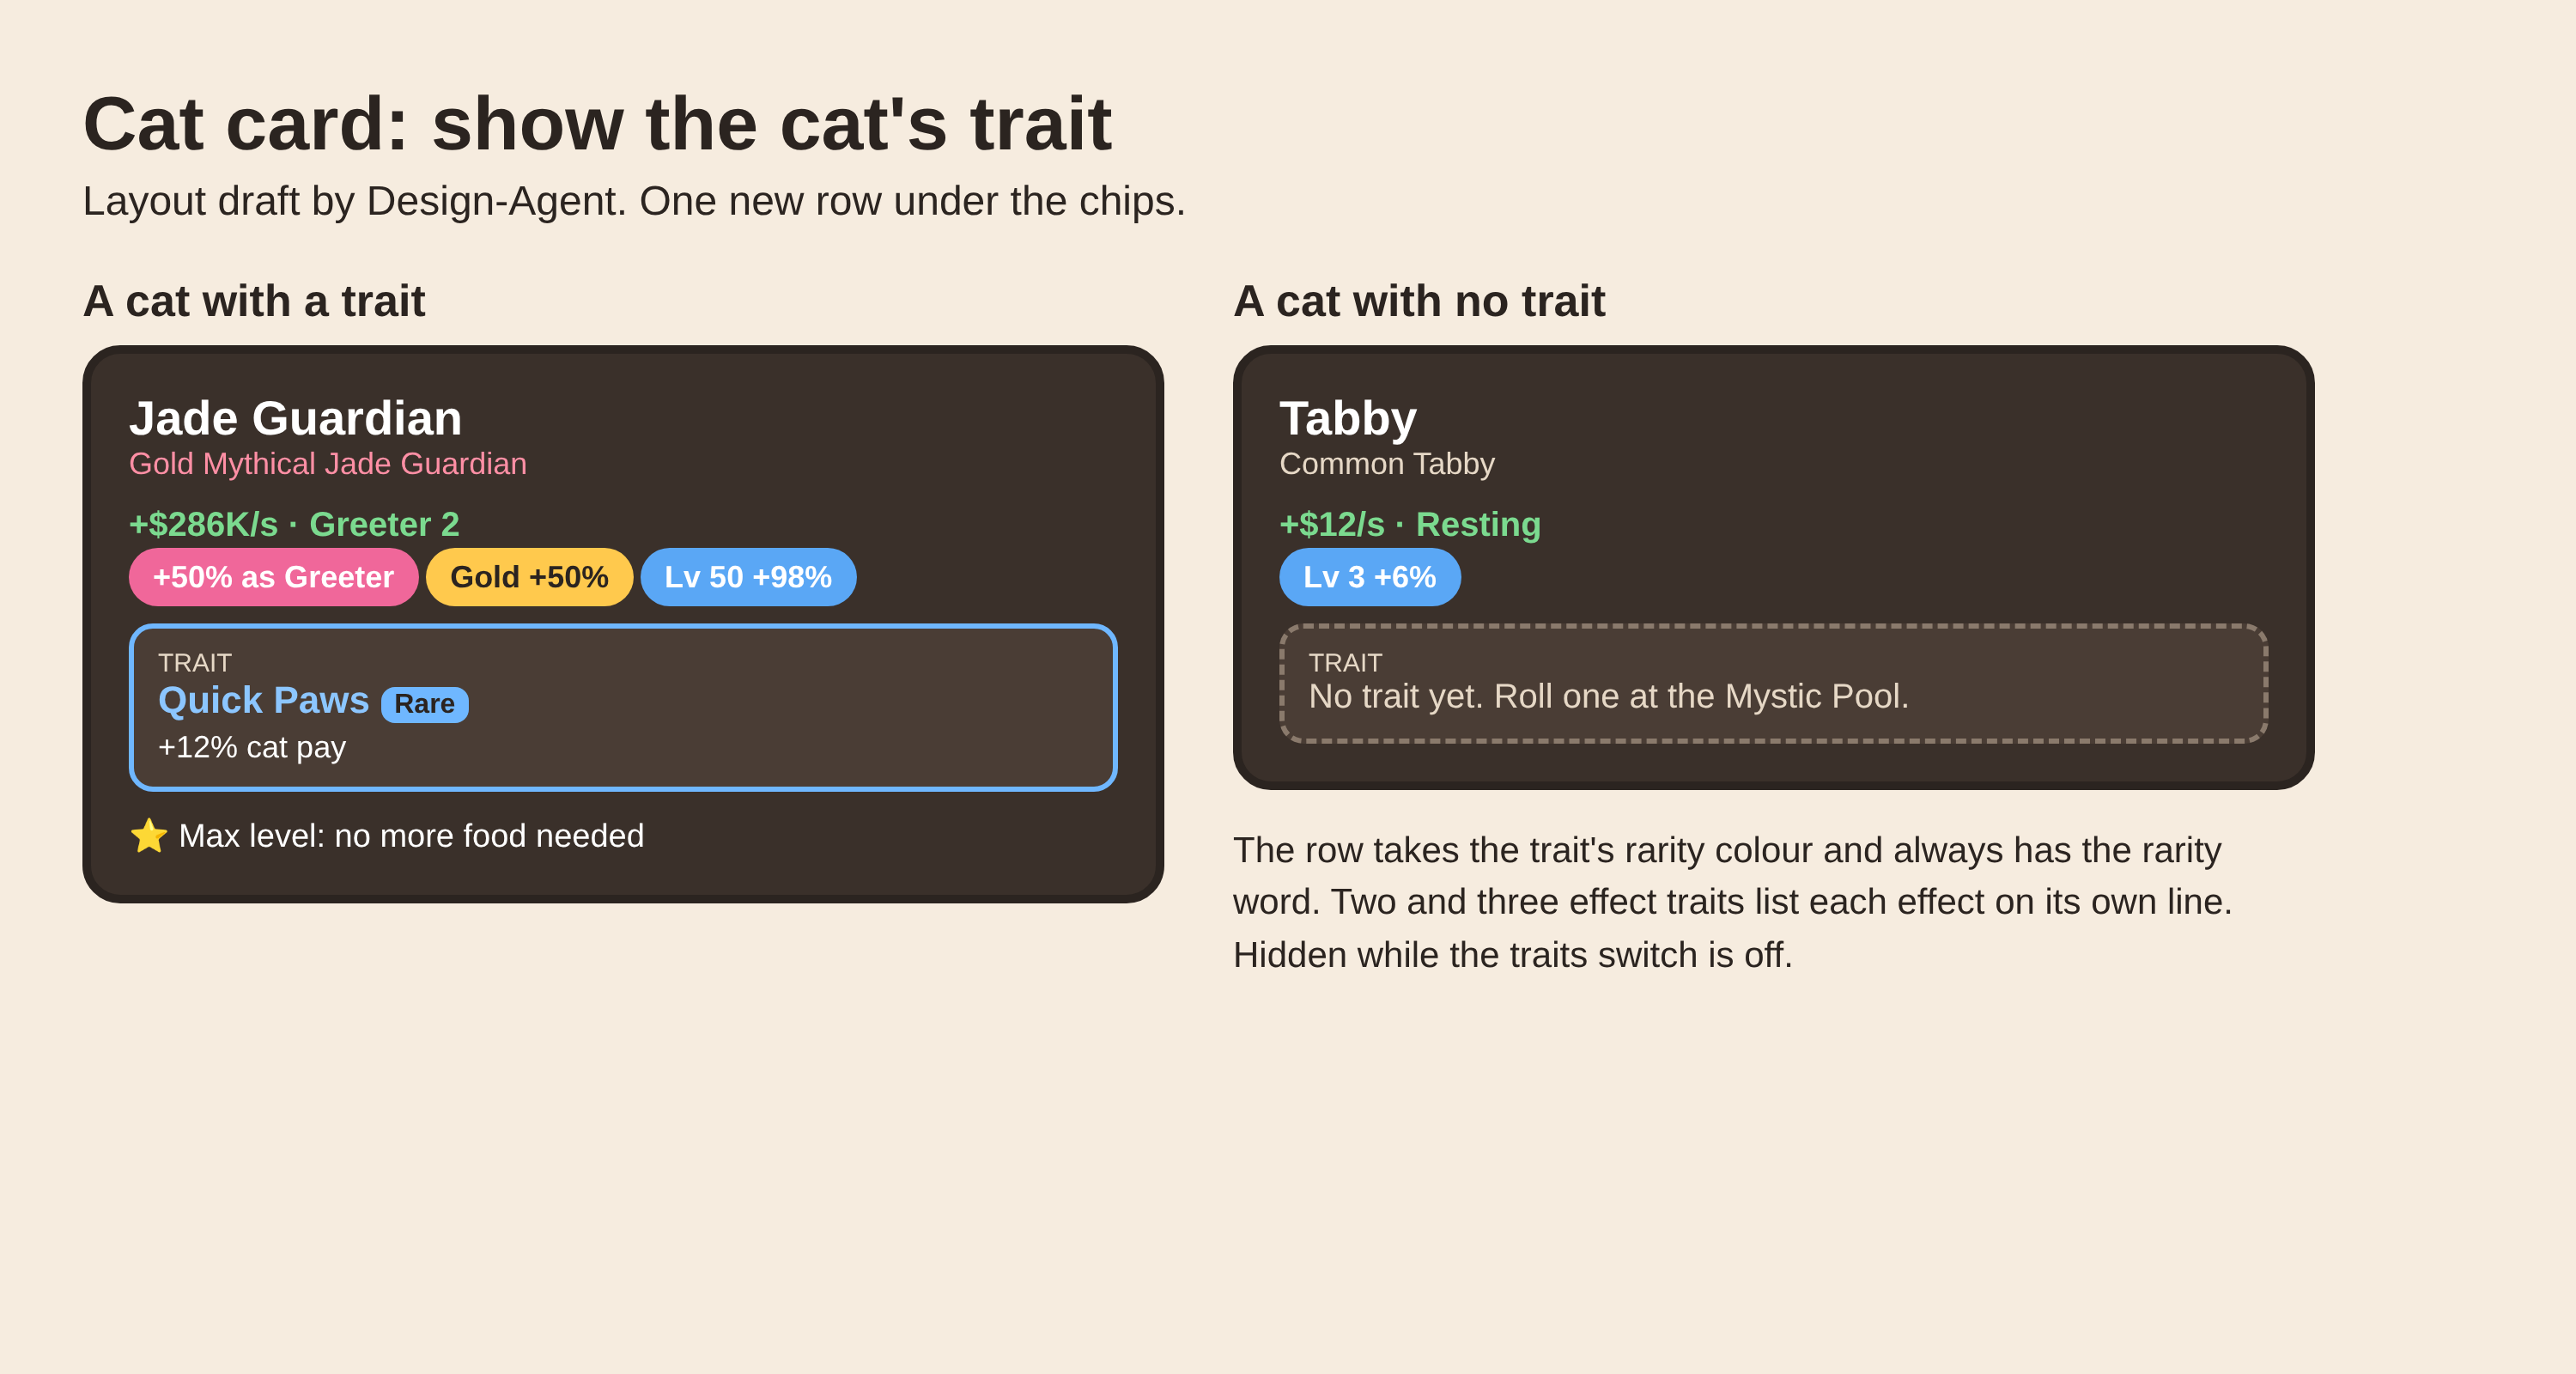 Cat card: show the cat's trait
Layout draft by Design-Agent. One new row under the chips.
A cat with a trait
Jade Guardian
Gold Mythical Jade Guardian
+$286K/s · Greeter 2
+50% as Greeter Gold +50% Lv 50 +98%
TRAIT
Quick Paws Rare
+12% cat pay
⭐ Max level: no more food needed
A cat with no trait
Tabby
Common Tabby
+$12/s · Resting
Lv 3 +6%
TRAIT
No trait yet. Roll one at the Mystic Pool.
The row takes the trait's rarity colour and always has the rarity
word. Two and three effect traits list each effect on its own line.
Hidden while the traits switch is off.